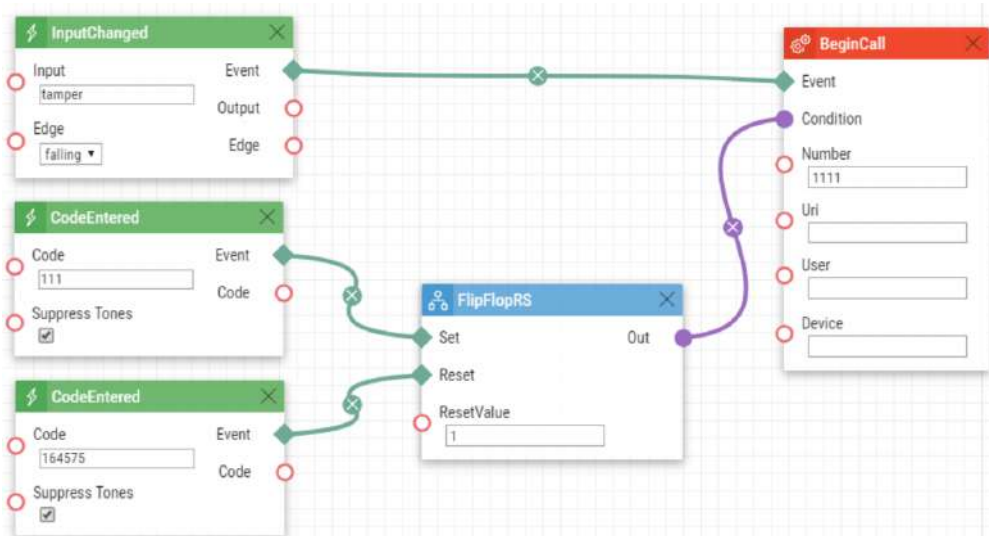 InputChanged
Input Event
tamper
Output
Edge
Edge
falling
CodeEntered
Code Event
111
Code
Suppress Tones
CodeEntered
Code Event
164575
Code
Suppress Tones
FlipFlopRS
Set Out
Reset
ResetValue
1
BeginCall
Event
Condition
Number
1111
Uri
User
Device